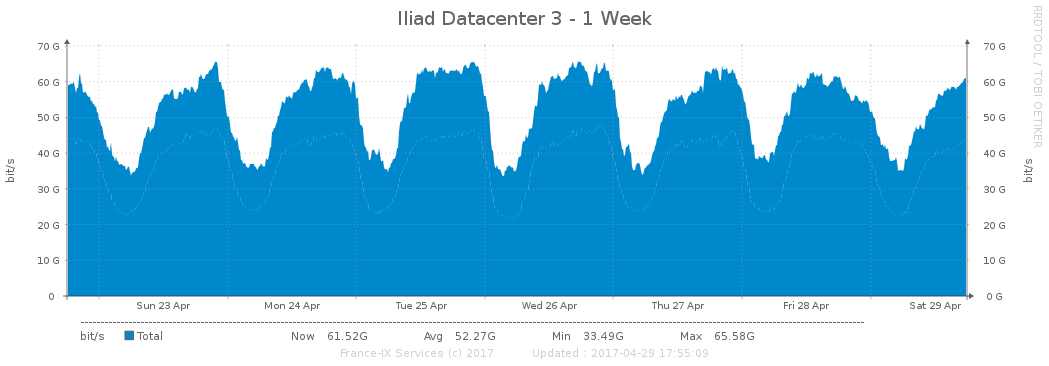 Iliad Datacenter 3 - 1 Week
RRDTOOL / TOBI OETIKER
70 G 70 G
60 G 60 G
50 G 50 G
40 G 40 G
30 G 30 G
20 G 20 G
10 G 10 G
0 0 G
bit/s bit/s
Sun 23 Apr Mon 24 Apr Tue 25 Apr Wed 26 Apr Thu 27 Apr Fri 28 Apr Sat 29 Apr
bit/s Total Now 61.52G Avg 52.27G Min 33.49G Max 65.58G
France-IX Services (c) 2017 Updated : 2017-04-29 17:55:09